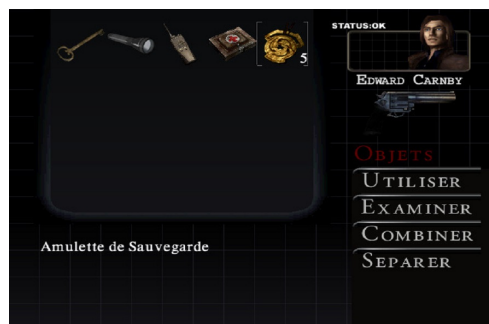 STATUS:OK
5
EDWARD CARNBY
OBJETS
UTILISER
EXAMINER
COMBINER
SEPARER
Amulette de Sauvegarde